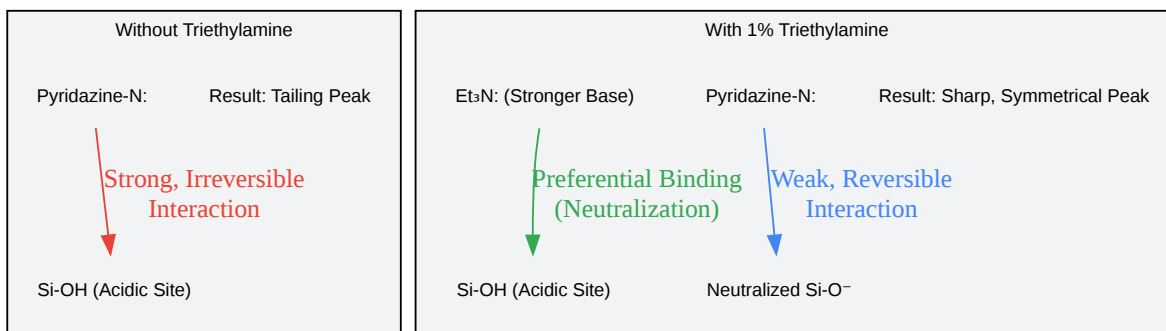 Without Triethylamine
Pyridazine-N:
Result: Tailing Peak
Strong, Irreversible
Interaction
Si-OH (Acidic Site)
With 1% Triethylamine
Et₃N: (Stronger Base)
Pyridazine-N:
Result: Sharp, Symmetrical Peak
Preferential Binding
(Neutralization)
Weak, Reversible
Interaction
Si-OH (Acidic Site)
Neutralized Si-O⁻